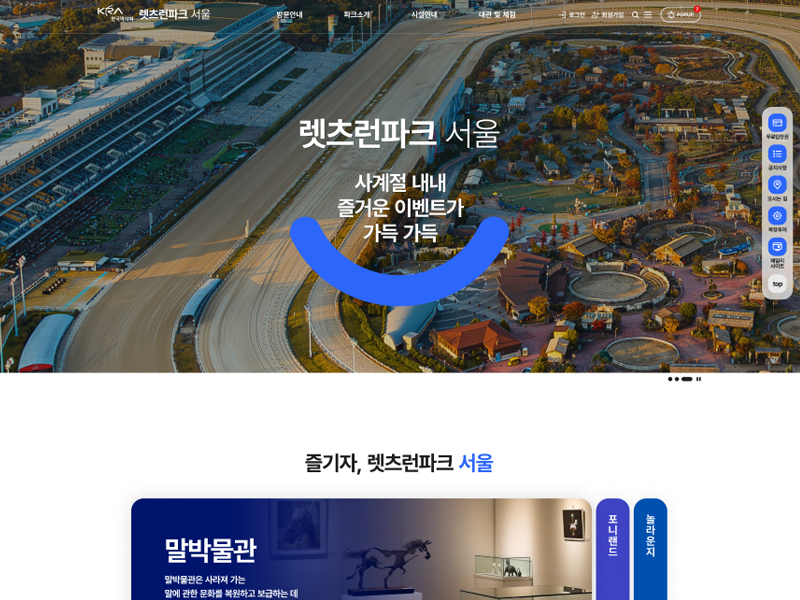 KRA 한국마사회 렛츠런파크 서울
방문안내 파크소개 시설안내 대관 및 체험
로그인 회원가입 POPUP 7
렛츠런파크 서울
사계절 내내
즐거운 이벤트가
가득 가득
무료입장권
공지사항
오시는 길
목장투어
패밀리
사이트
top
즐기자, 렛츠런파크 서울
말박물관
말박물관은 사라져 가는
말에 관한 문화를 복원하고 보급하는 데
포니랜드
놀라운지